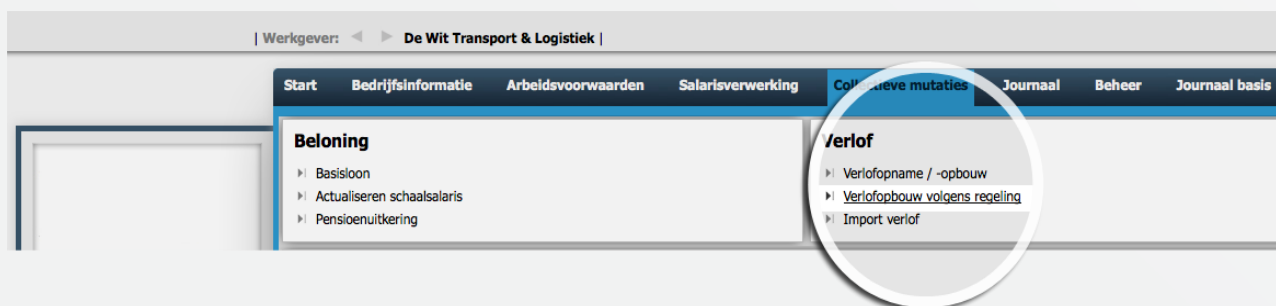 | Werkgever: De Wit Transport & Logistiek |
Start Bedrijfsinformatie Arbeidsvoorwaarden Salarisverwerking Collectieve mutaties Journaal Beheer Journaal basis
Beloning
Basisloon
Actualiseren schaalsalaris
Pensioenuitkering
Verlof
Verlofopname / -opbouw
Verlofopbouw volgens regeling
Import verlof